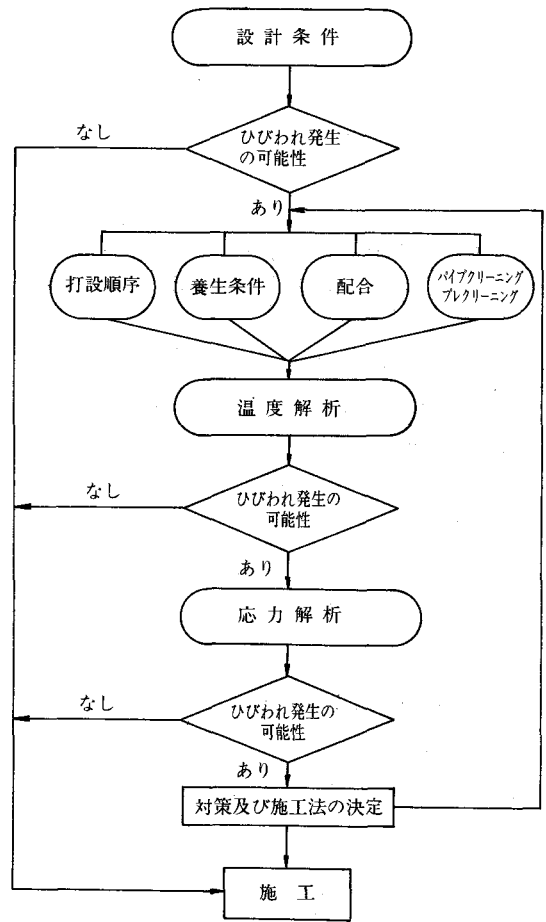 設計条件
ひびわれ発生
の可能性
なし
あり
打設順序
養生条件
配合
パイプクリーニング
プレクリーニング
温度解析
ひびわれ発生の
可能性
なし
あり
応力解析
ひびわれ発生の
可能性
なし
あり
対策及び施工法の決定
施工